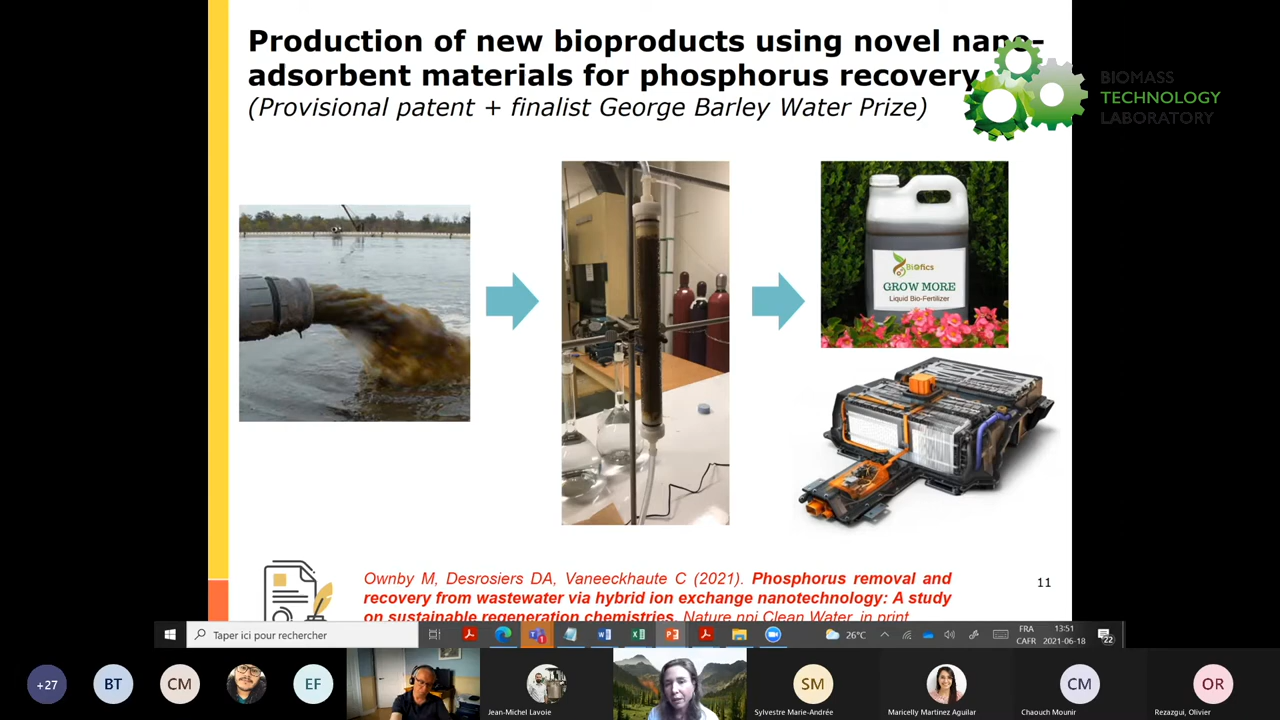 Production of new bioproducts using novel nano-
adsorbent materials for phosphorus recovery
(Provisional patent + finalist George Barley Water Prize)
BIOMASS
TECHNOLOGY
LABORATORY
BiOfics
GROW MORE
Liquid Bio-Fertilizer
Ownby M, Desrosiers DA, Vaneeckhaute C (2021). Phosphorus removal and
recovery from wastewater via hybrid ion exchange nanotechnology: A study
on sustainable regeneration chemistries. Nature npj Clean Water, in print
11
Taper ici pour rechercher
26°C
FRA
CAFR
13:51
2021-06-18
22
+27
BT
CM
EF
Jean-Michel Lavoie
SM
Sylvestre Marie-Andrée
Maricelly Martinez Aguilar
CM
Chaouch Mounir
OR
Rezazgui, Olivier